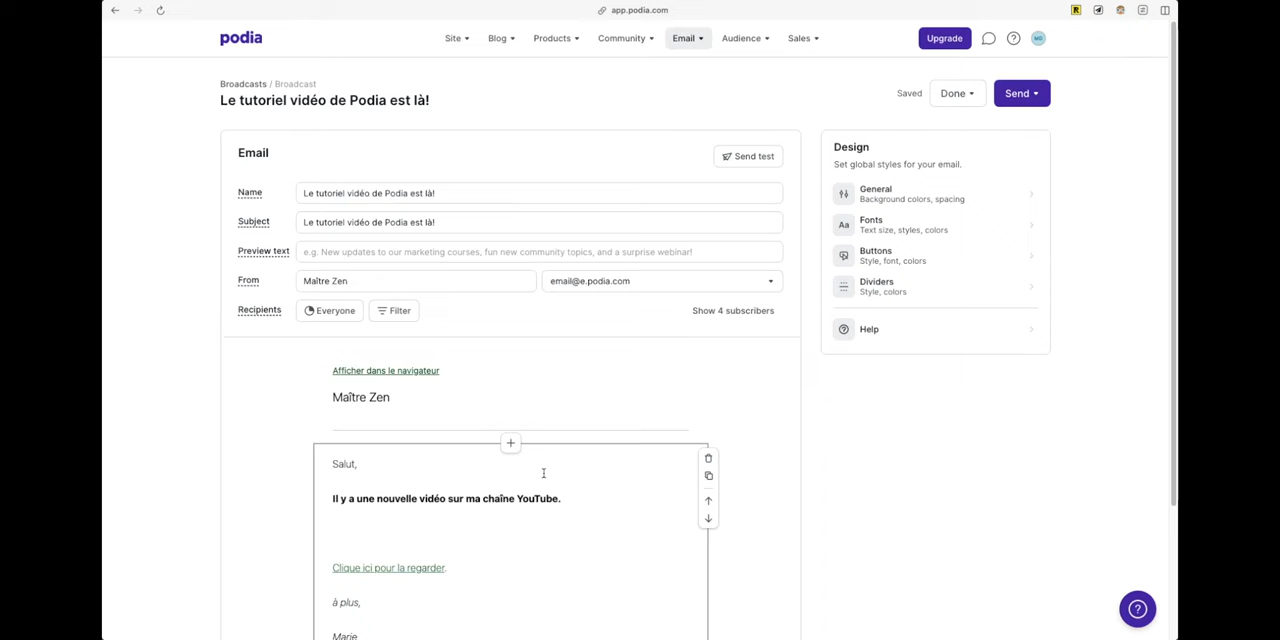 app.podia.com
podia
Site
Blog
Products
Community
Email
Audience
Sales
Upgrade
MD
Broadcasts / Broadcast
Le tutoriel vidéo de Podia est là!
Saved
Done
Send
Email
Send test
Name
Le tutoriel vidéo de Podia est là!
Subject
Le tutoriel vidéo de Podia est là!
Preview text
e.g. New updates to our marketing courses, fun new community topics, and a surprise webinar!
From
Maître Zen
email@e.podia.com
Recipients
Everyone
Filter
Show 4 subscribers
Design
Set global styles for your email.
General
Background colors, spacing
Aa
Fonts
Text size, styles, colors
Buttons
Style, font, colors
Dividers
Style, colors
Help
Afficher dans le navigateur
Maître Zen
Salut,
Il y a une nouvelle vidéo sur ma chaîne YouTube.
Clique ici pour la regarder.
à plus,
Marie